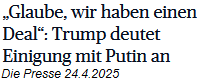 „Glaube, wir haben einen
Deal“: Trump deutet
Einigung mit Putin an
Die Presse 24.4.2025